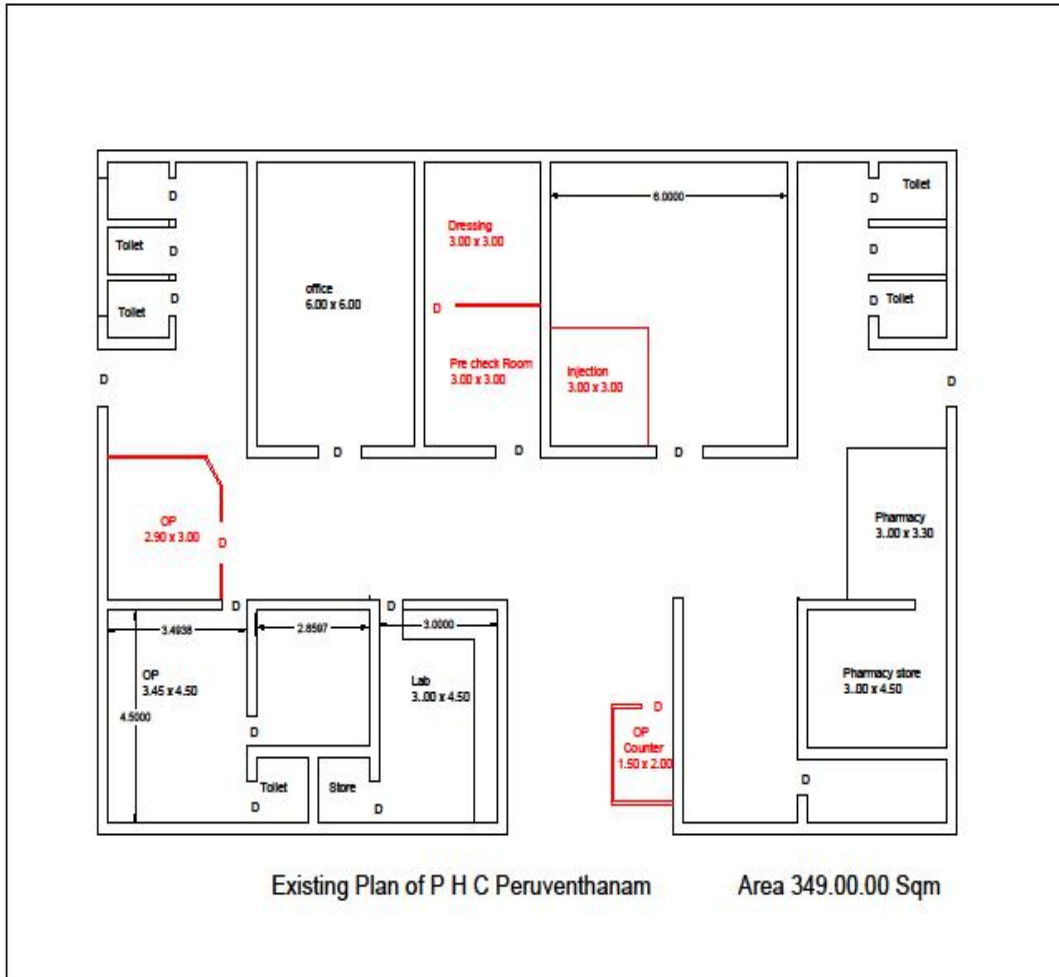 D
Toilet
D
Toilet
D
Toilet
D
office
6.00 x 6.00
Dressing
3.00 x 3.00
D
Pre check Room
3.00 x 3.00
6.0000
Injection
3.00 x 3.00
Toilet
D
D
D
Toilet
D
D
D
D
OP
2.90 x 3.00
D
Pharmacy
3..00 x 3.30
D
D
3.4938
2.8597
3.0000
OP
3.45 x 4.50
4.5000
D
Lab
3..00 x 4.50
Toilet
D
Store
D
D
OP
Counter
1.50 x 2.00
Pharmacy store
3..00 x 4.50
D
Existing Plan of P H C Peruventhanam
Area 349.00.00 Sqm